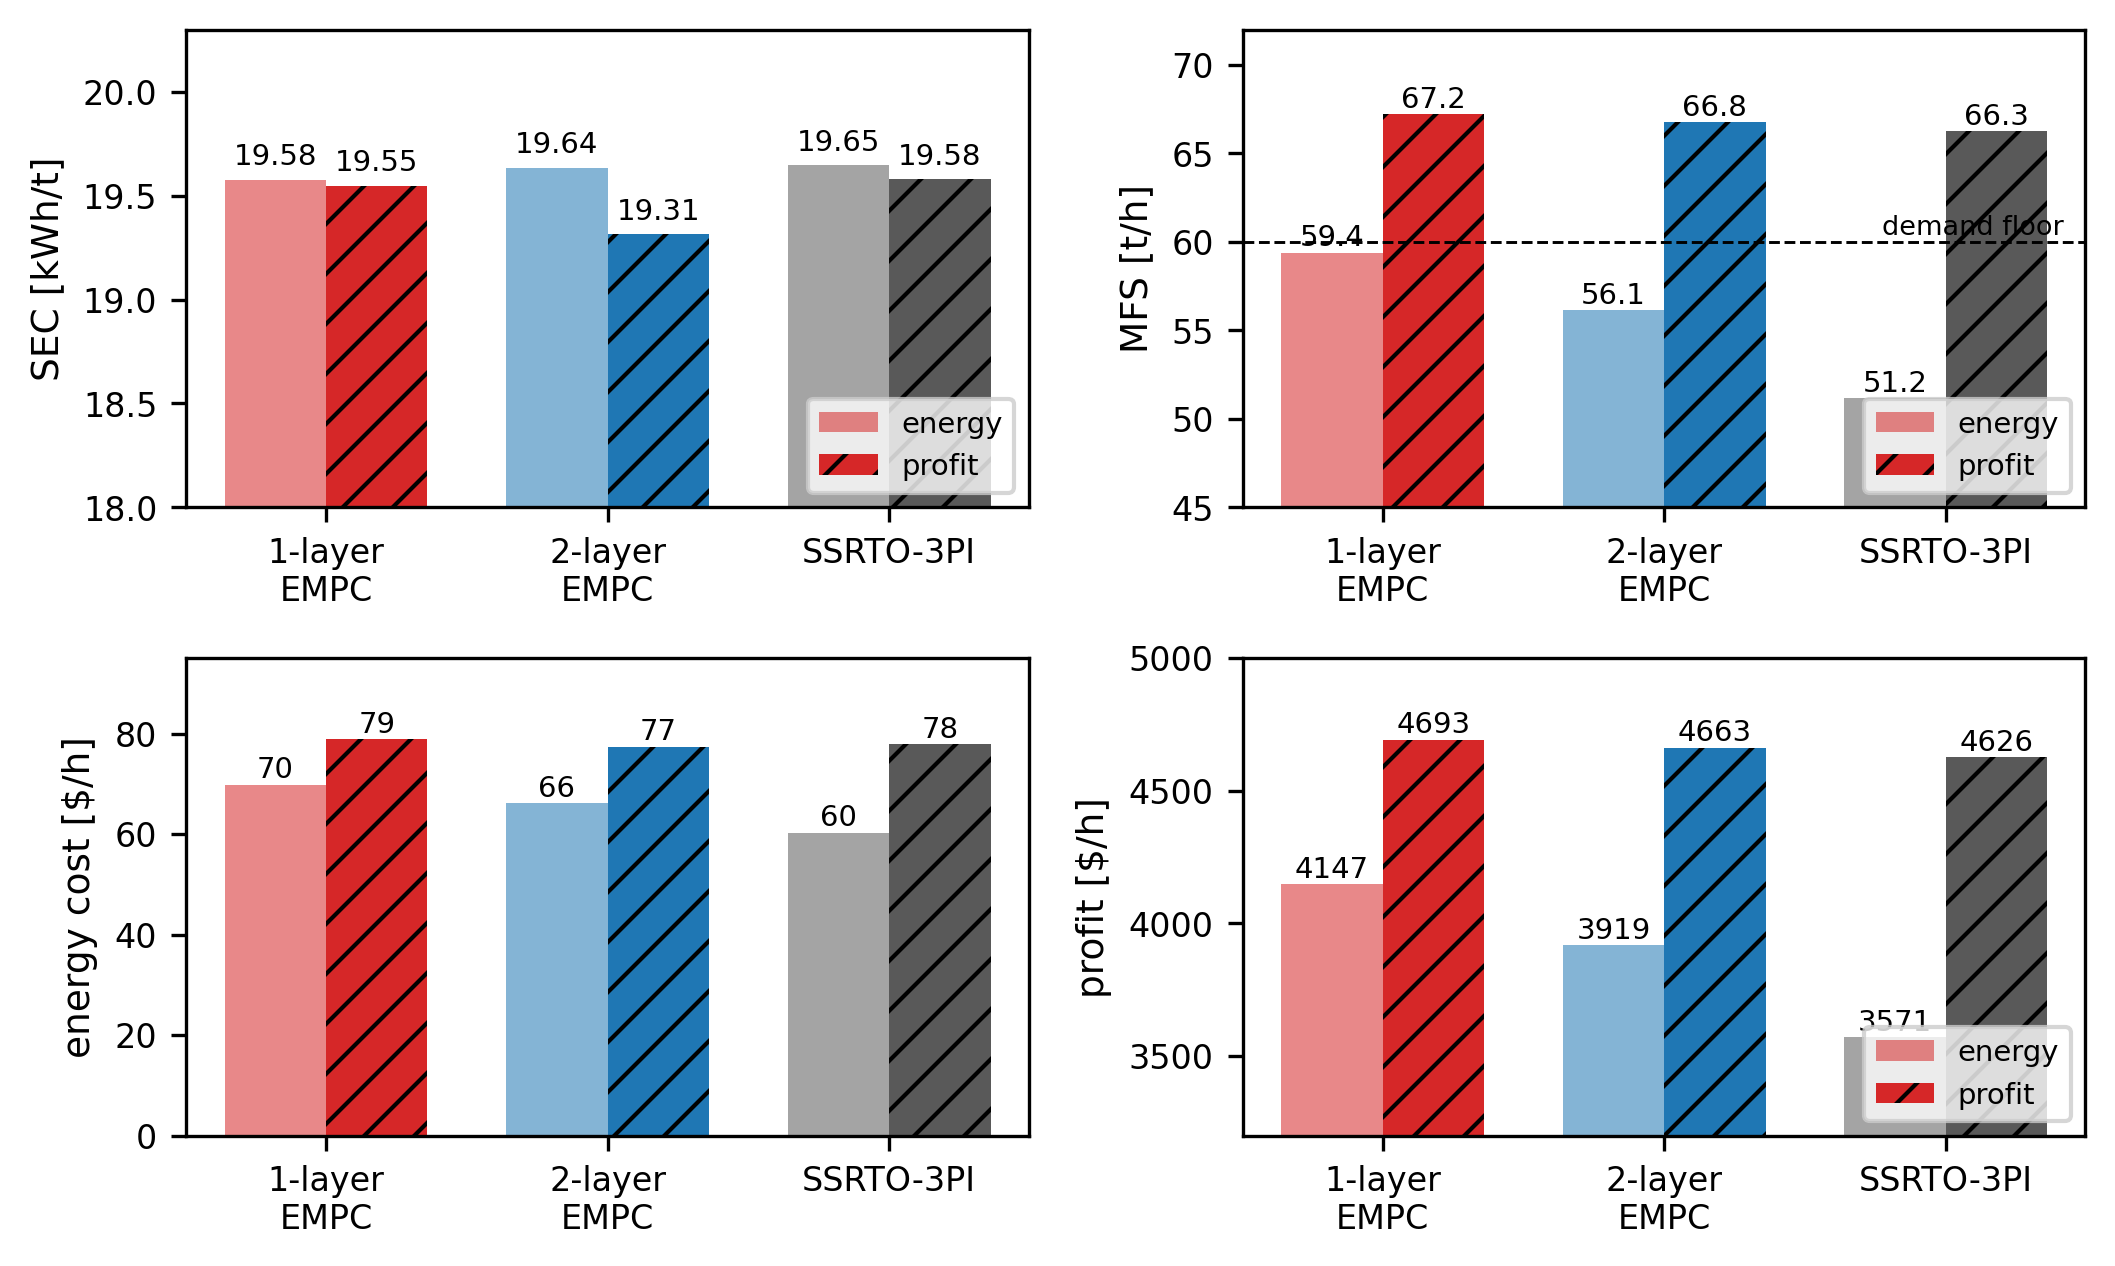 SEC [kWh/t]
20.0
19.5
19.0
18.5
18.0
19.58
19.55
19.64
19.31
19.65
19.58
energy
profit
1-layer
EMPC
2-layer
EMPC
SSRTO-3PI
MFS [t/h]
70
65
60
55
50
45
59.4
67.2
56.1
66.8
51.2
66.3
demand floor
energy
profit
1-layer
EMPC
2-layer
EMPC
SSRTO-3PI
energy cost [$/h]
80
60
40
20
0
70
79
66
77
60
78
1-layer
EMPC
2-layer
EMPC
SSRTO-3PI
profit [$/h]
5000
4500
4000
3500
4147
4693
3919
4663
3571
4626
energy
profit
1-layer
EMPC
2-layer
EMPC
SSRTO-3PI